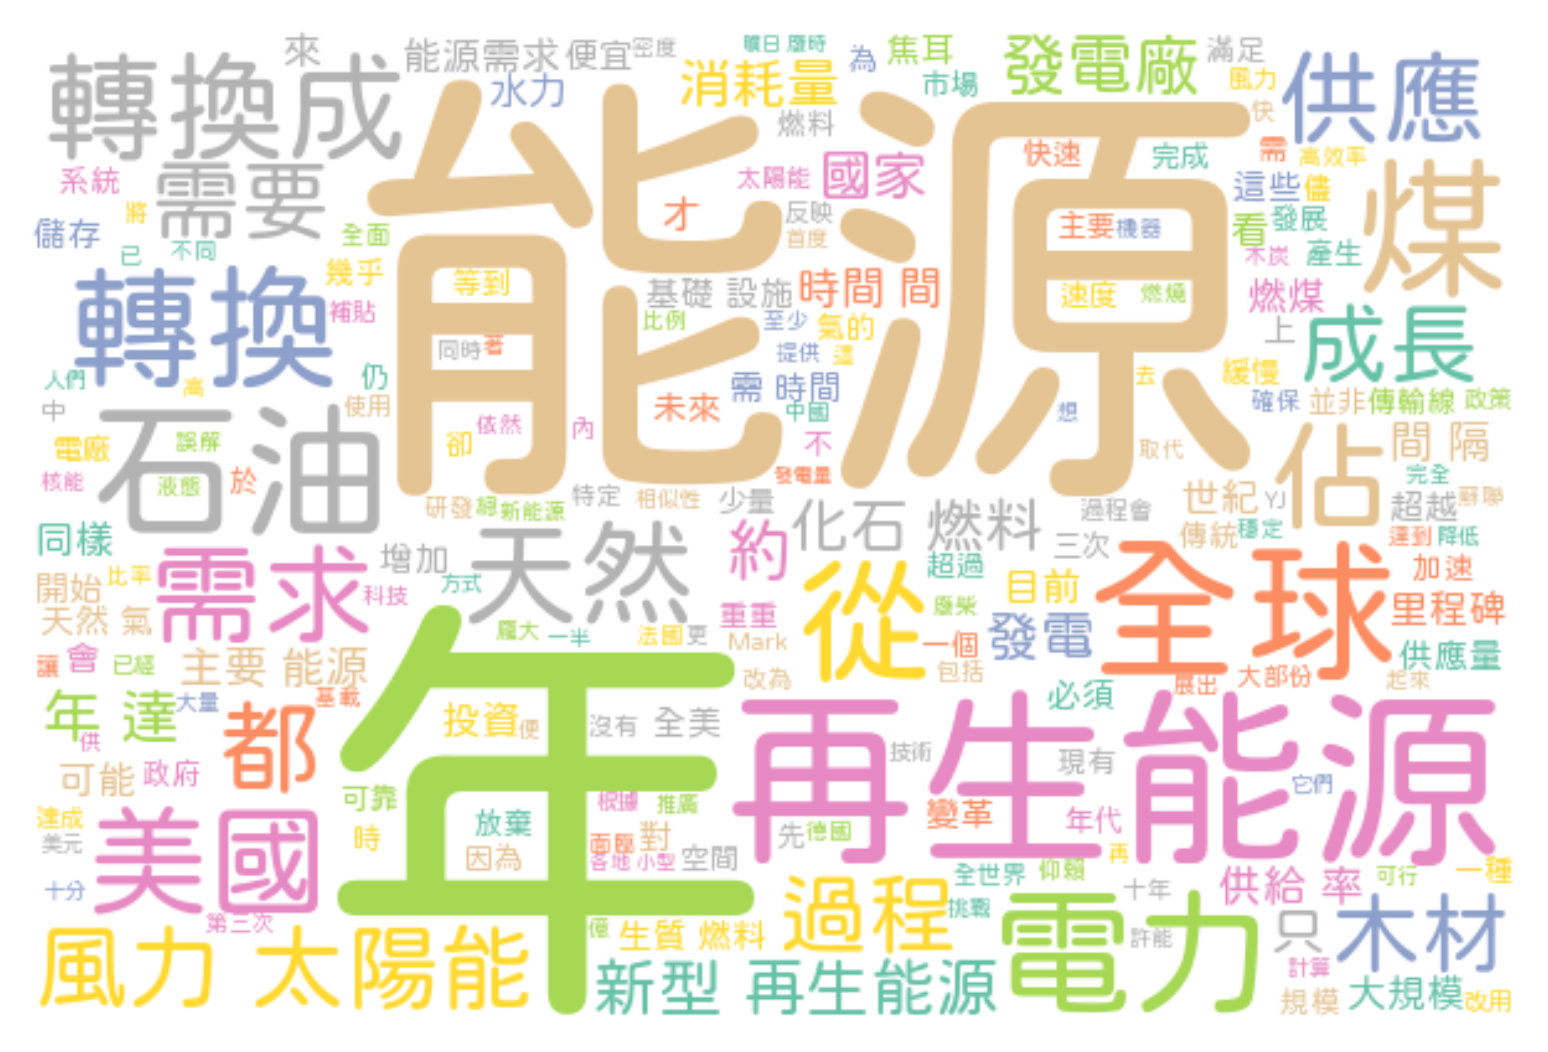 來 能源需求 便宜 密度 曠日 廢時 為 焦耳 發電廠 滿足
轉換成 水力 消耗量 市場 風力 供應
燃料 快
需要 系統 太陽能 國家 快速 完成 需 高效率 煤
將 才 反映 主要 機器 這些 儘
儲存 已 不同 全面 首度 看 發展
能源
幾乎 等到 基礎 設施 時間 間 速度 燃燒 木炭 產生
轉換 補貼 比例 至少 氣的 燃煤
同時 著 提供 這 上 成長
人們 高 仍 需 時間 去 緩慢
中 使用 未來 中國 想 確保 並非 傳輸線 政策
石油 電廠 誤解 卻 依然 內 不 取代 佔 間 隔
核能 液態 於 發電量 完全
研發 新能源 特定 相似性 少量 過程會 世紀 YJ 超越 蘇聯
同樣 天然 約 化石 燃料 三次 傳統 穩定 達到 降低
需求 增加 超過 目前 全球 加速
開始 比率 科技 方式 從 廢柴 里程碑
天然 氣 龐大 一半 法國 更 重重 Mark 一個 發電 供應量
讓 會 已經 主要 能源 改為 包括 展出 大部份 起來
年 達 大量 基載 年 必須
供 都 投資 便 沒有 全美 再生能源
可能 政府 技術 現有 它們
達成 可靠 根據 推廣 變革 年代
美元 美國 時 放棄 面臨 對 先 德國
因為 各地 小型 空間 再
十分 全世界 仰賴 十年 供給 率 可行 一種
第三次 過程 挑戰 電力 只 木材
風力 太陽能 億 生質 燃料 許能 計算
新型 再生能源 規模 大規模 改用